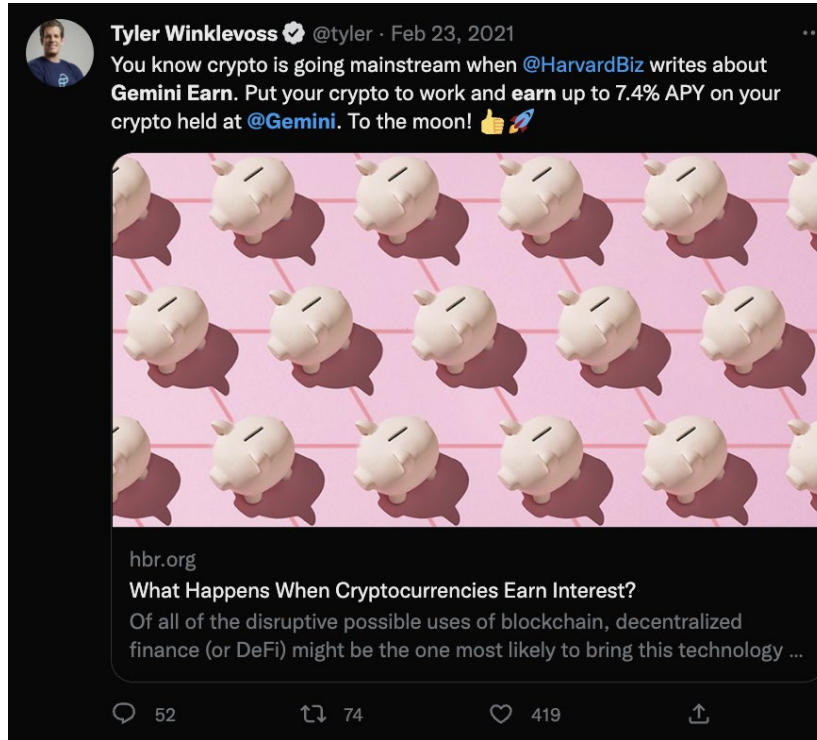 Tyler Winklevoss @tyler · Feb 23, 2021
You know crypto is going mainstream when @HarvardBiz writes about
Gemini Earn. Put your crypto to work and earn up to 7.4% APY on your
crypto held at @Gemini. To the moon! 👍🚀
hbr.org
What Happens When Cryptocurrencies Earn Interest?
Of all of the disruptive possible uses of blockchain, decentralized
finance (or DeFi) might be the one most likely to bring this technology ...
52 74 419